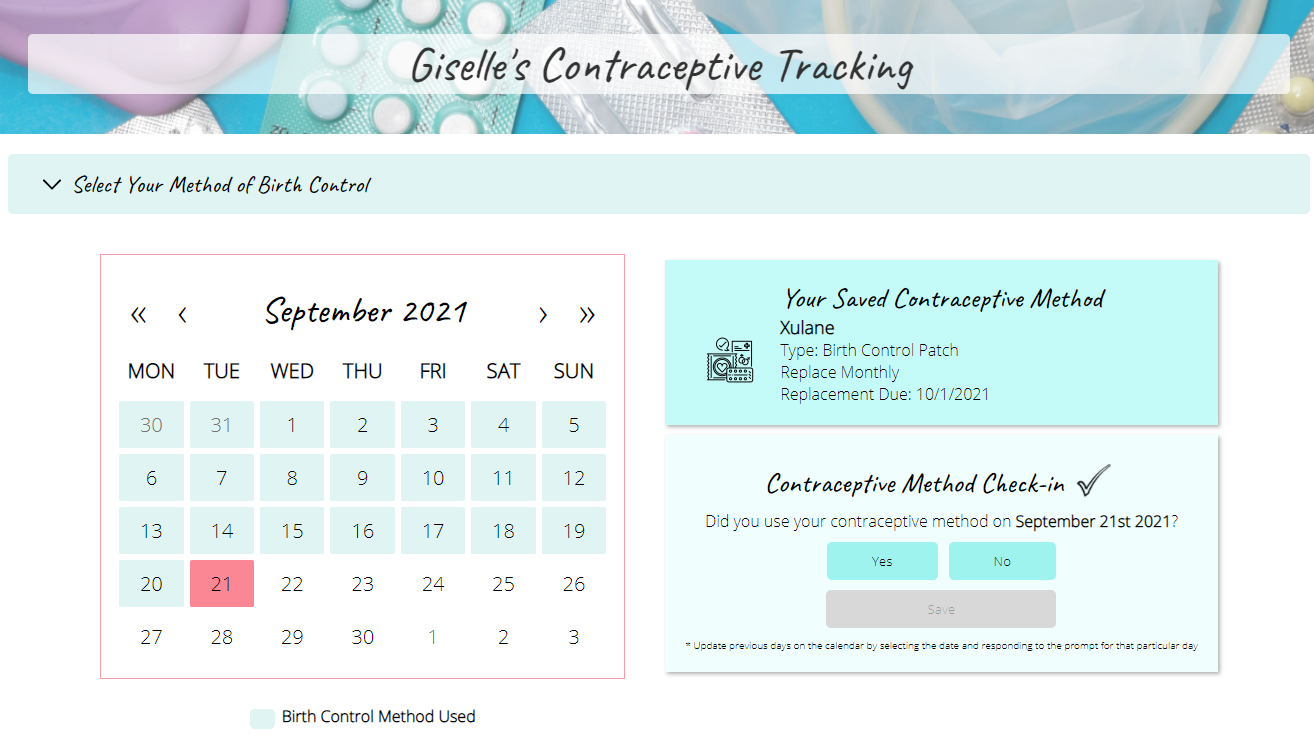 Giselle's Contraceptive Tracking
Select Your Method of Birth Control
« ‹ September 2021 › »
MON TUE WED THU FRI SAT SUN
30 31 1 2 3 4 5
6 7 8 9 10 11 12
13 14 15 16 17 18 19
20 21 22 23 24 25 26
27 28 29 30 1 2 3
Birth Control Method Used
Your Saved Contraceptive Method
Xulane
Type: Birth Control Patch
Replace Monthly
Replacement Due: 10/1/2021
Contraceptive Method Check-in
Did you use your contraceptive method on September 21st 2021?
Yes No
Save
* Update previous days on the calendar by selecting the date and responding to the prompt for that particular day